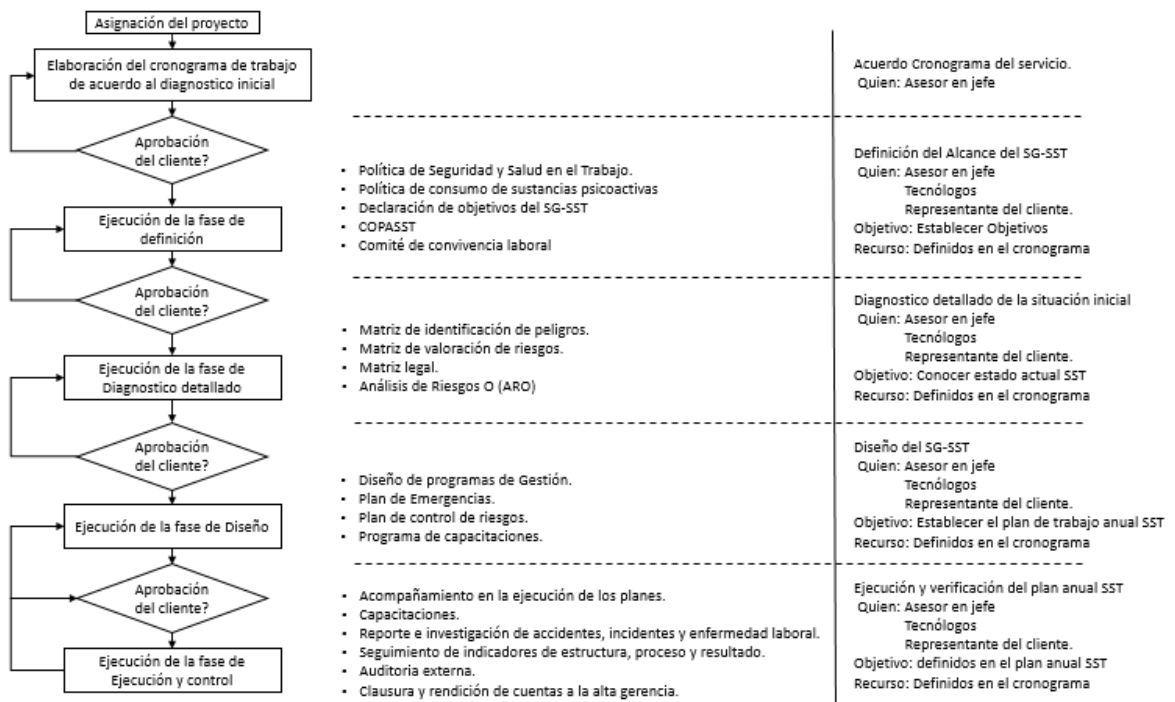 Asignación del proyecto
Elaboración del cronograma de trabajo
de acuerdo al diagnostico inicial
Acuerdo Cronograma del servicio.
Quien: Asesor en jefe
Aprobación
del cliente?
Ejecución de la fase de
definición
• Política de Seguridad y Salud en el Trabajo.
• Política de consumo de sustancias psicoactivas
• Declaración de objetivos del SG-SST
• COPASST
• Comité de convivencia laboral
Definición del Alcance del SG-SST
Quien: Asesor en jefe
Tecnólogos
Representante del cliente.
Objetivo: Establecer Objetivos
Recurso: Definidos en el cronograma
Aprobación
del cliente?
Ejecución de la fase de
Diagnostico detallado
• Matriz de identificación de peligros.
• Matriz de valoración de riesgos.
• Matriz legal.
• Análisis de Riesgos O (ARO)
Diagnostico detallado de la situación inicial
Quien: Asesor en jefe
Tecnólogos
Representante del cliente.
Objetivo: Conocer estado actual SST
Recurso: Definidos en el cronograma
Aprobación
del cliente?
Ejecución de la fase de Diseño
• Diseño de programas de Gestión.
• Plan de Emergencias.
• Plan de control de riesgos.
• Programa de capacitaciones.
Diseño del SG-SST
Quien: Asesor en jefe
Tecnólogos
Representante del cliente.
Objetivo: Establecer el plan de trabajo anual SST
Recurso: Definidos en el cronograma
Aprobación
del cliente?
Ejecución de la fase de
Ejecución y control
• Acompañamiento en la ejecución de los planes.
• Capacitaciones.
• Reporte e investigación de accidentes, incidentes y enfermedad laboral.
• Seguimiento de indicadores de estructura, proceso y resultado.
• Auditoria externa.
• Clausura y rendición de cuentas a la alta gerencia.
Ejecución y verificación del plan anual SST
Quien: Asesor en jefe
Tecnólogos
Representante del cliente.
Objetivo: definidos en el plan anual SST
Recurso: Definidos en el cronograma